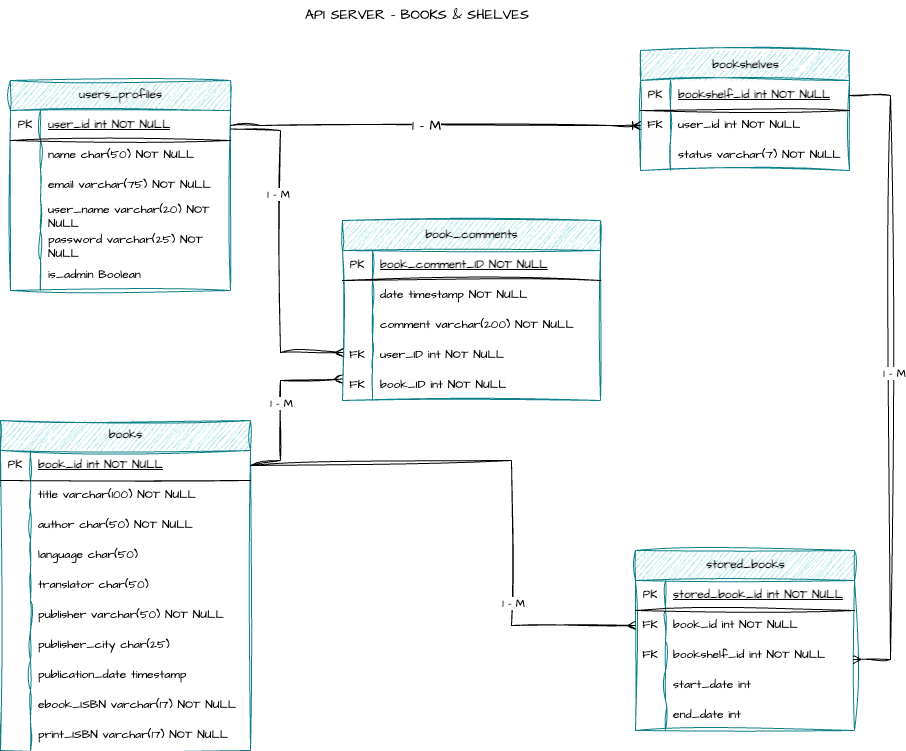 API SERVER - BOOKS & SHELVES
users_profiles
PK user_id int NOT NULL
name char(50) NOT NULL
email varchar(75) NOT NULL
user_name varchar(20) NOT
NULL
password varchar(25) NOT
NULL
is_admin Boolean
1 - M
bookshelves
PK bookshelf_id int NOT NULL
FK user_id int NOT NULL
status varchar(7) NOT NULL
1 - M
book_comments
PK book_comment_ID NOT NULL
date timestamp NOT NULL
comment varchar(200) NOT NULL
FK user_ID int NOT NULL
FK book_ID int NOT NULL
1 - M
1 - M
books
PK book_id int NOT NULL
title varchar(100) NOT NULL
author char(50) NOT NULL
language char(50)
translator char(50)
publisher varchar(50) NOT NULL
publisher_city char(25)
publication_date timestamp
ebook_ISBN varchar(17) NOT NULL
print_ISBN varchar(17) NOT NULL
1 - M
stored_books
PK stored_book_id int NOT NULL
FK book_id int NOT NULL
FK bookshelf_id int NOT NULL
start_date int
end_date int